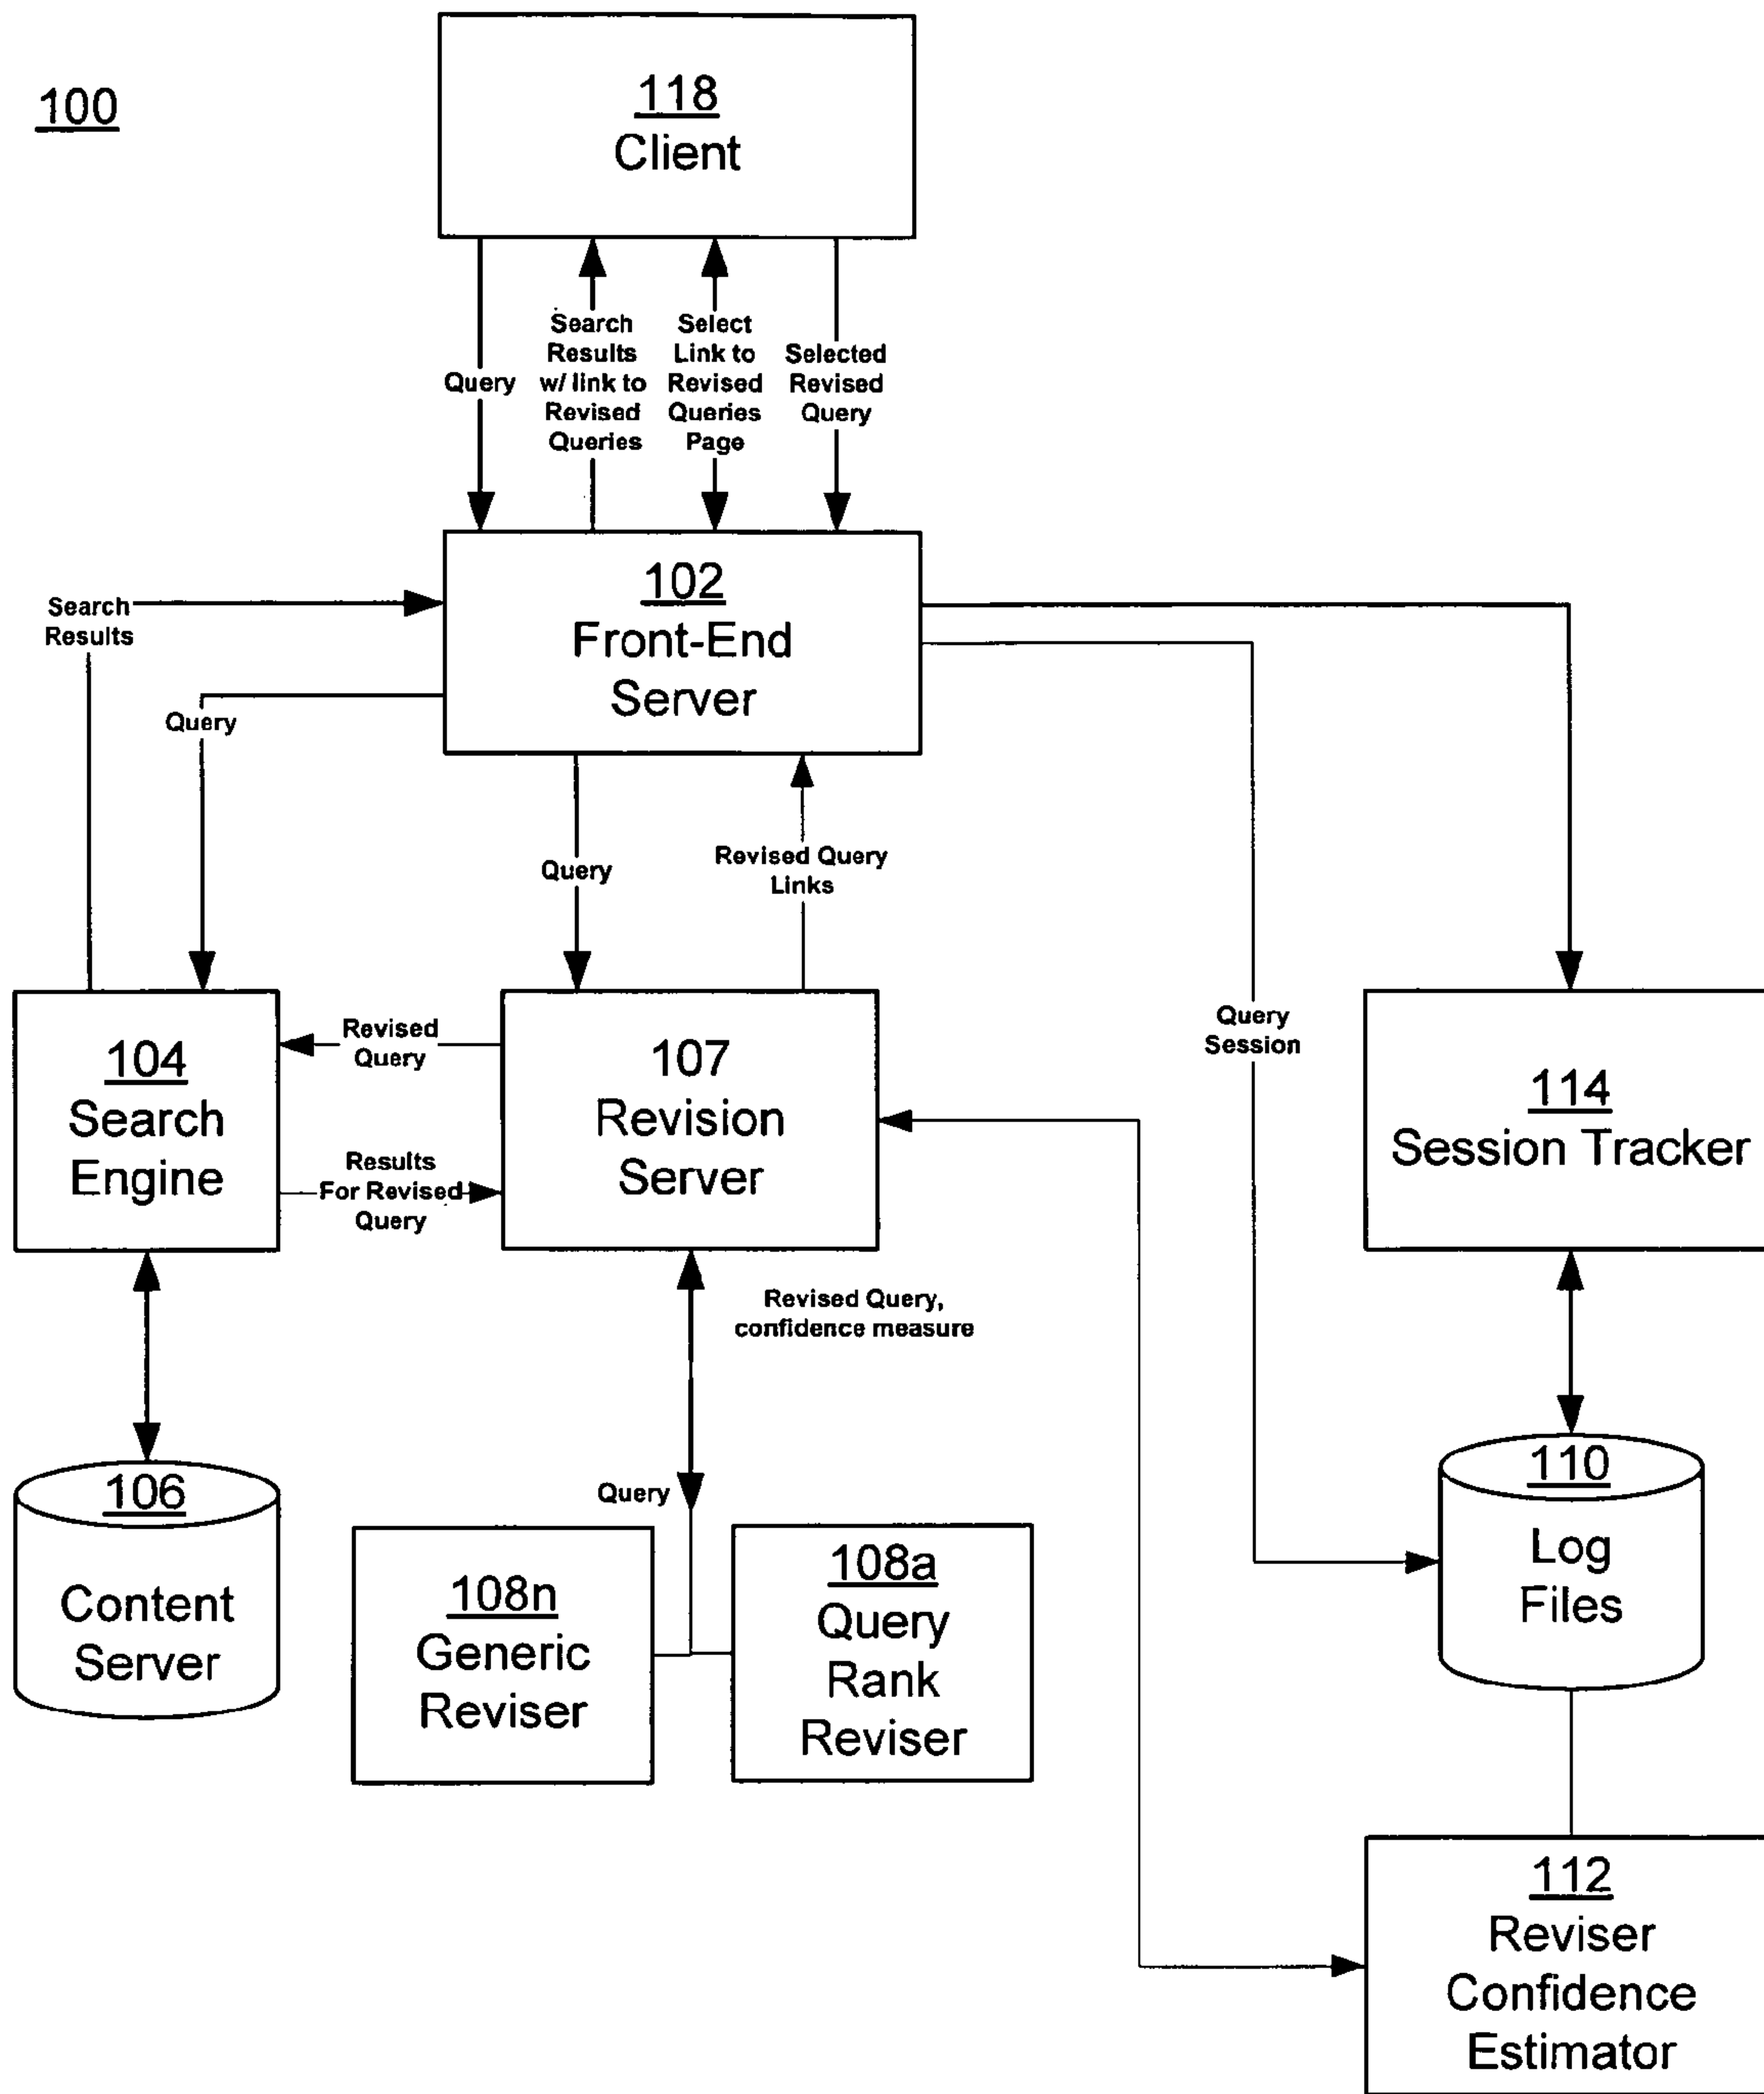 100
118
Client
Query
Search
Results
w/ link to
Revised
Queries
Select
Link to
Revised
Queries
Page
Selected
Revised
Query
102
Front-End
Server
Search
Results
Query
Query
Revised Query
Links
Query
Session
104
Search
Engine
Revised
Query
Results
For Revised
Query
107
Revision
Server
114
Session Tracker
Revised Query,
confidence measure
Query
106
Content
Server
108n
Generic
Reviser
108a
Query
Rank
Reviser
110
Log
Files
112
Reviser
Confidence
Estimator